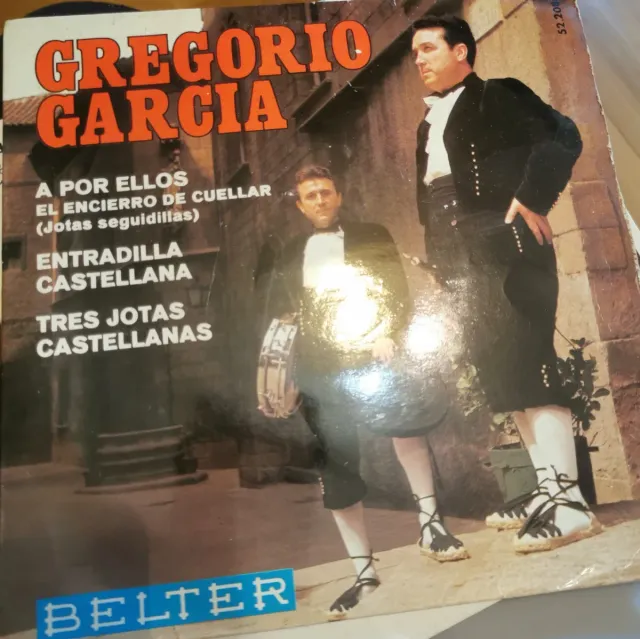 GREGORIO
GARCIA
A POR ELLOS
EL ENCIERRO DE CUELLAR
(Jotas seguidillas)
ENTRADILLA
CASTELLANA
TRES JOTAS
CASTELLANAS
BELTER